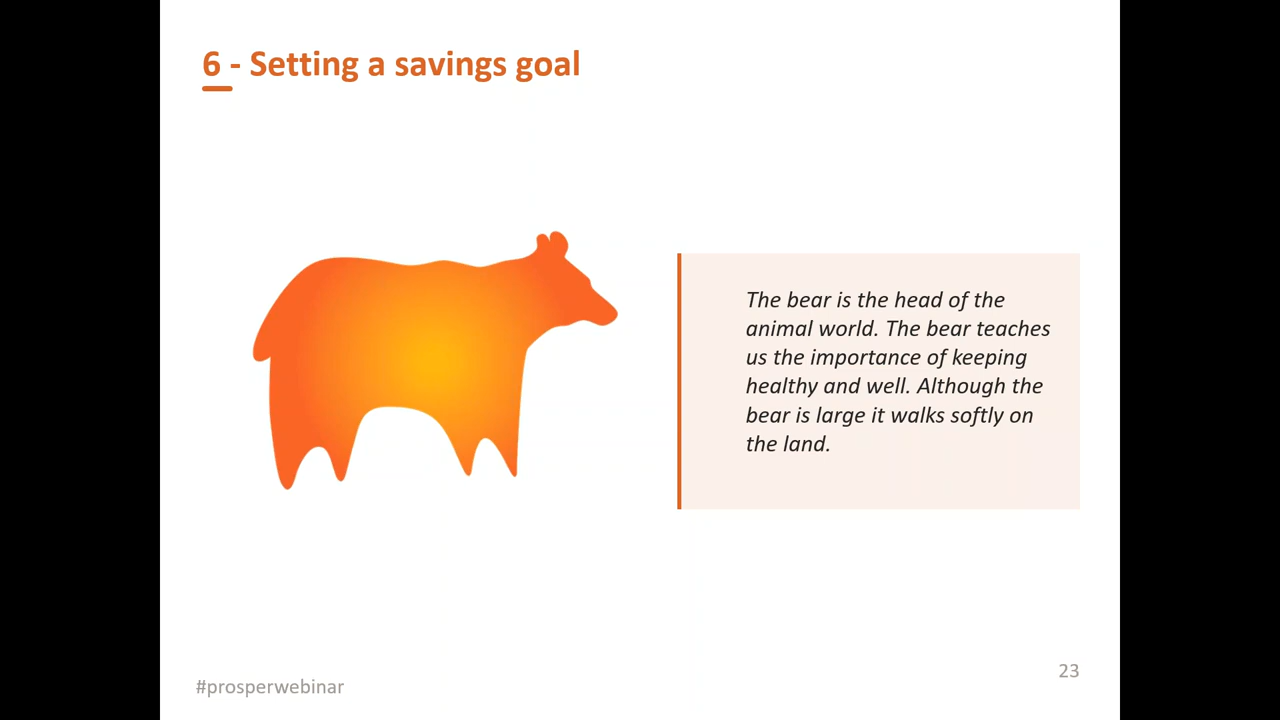 6 - Setting a savings goal
The bear is the head of the
animal world. The bear teaches
us the importance of keeping
healthy and well. Although the
bear is large it walks softly on
the land.
#prosperwebinar
23